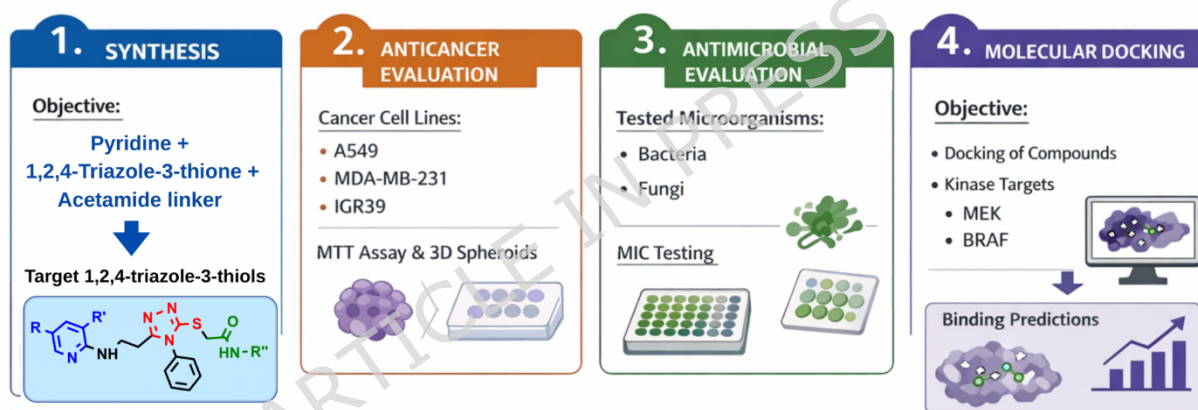 1. SYNTHESIS
Objective:
Pyridine +
1,2,4-Triazole-3-thione +
Acetamide linker
Target 1,2,4-triazole-3-thiols
R
R'
N
NH
N
N
N
S
O
HN-R"
2. ANTICANCER
EVALUATION
Cancer Cell Lines:
• A549
• MDA-MB-231
• IGR39
MTT Assay & 3D Spheroids
3. ANTIMICROBIAL
EVALUATION
Tested Microorganisms:
• Bacteria
• Fungi
MIC Testing
4. MOLECULAR DOCKING
Objective:
• Docking of Compounds
• Kinase Targets
• MEK
• BRAF
Binding Predictions
ARTICLE IN PRESS